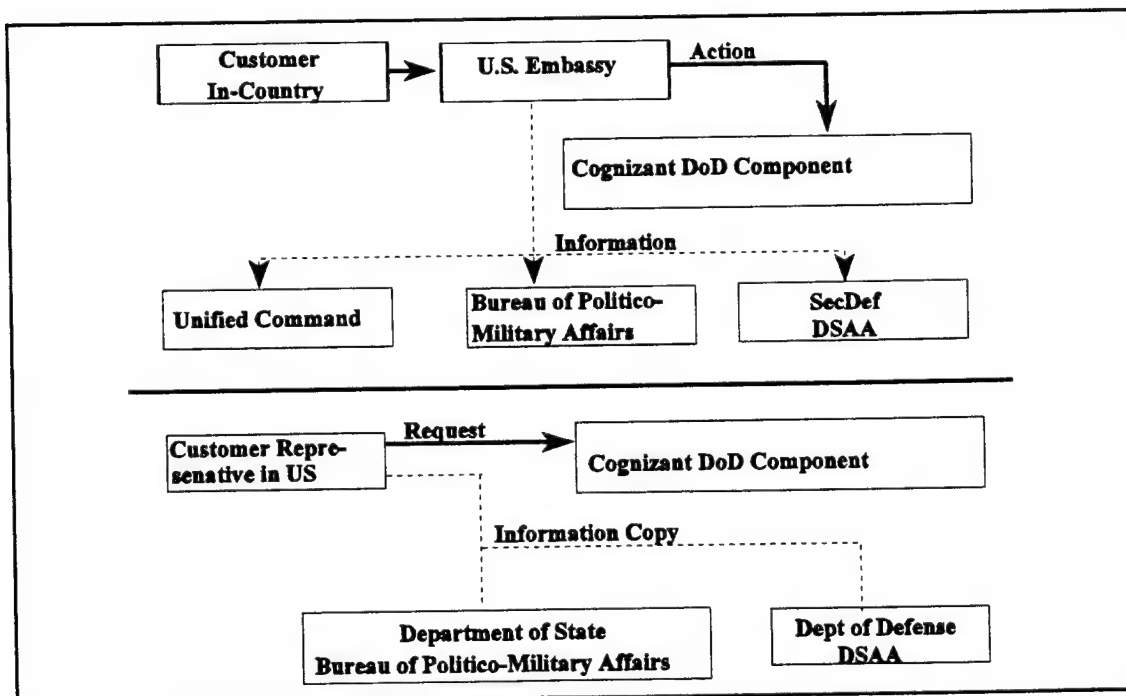 Customer
In-Country
U.S. Embassy
Action
Cognizant DoD Component
Information
Unified Command
Bureau of Politico-
Military Affairs
SecDef
DSAA
Customer Repre-
senative in US
Request
Cognizant DoD Component
Information Copy
Department of State
Bureau of Politico-Military Affairs
Dept of Defense
DSAA